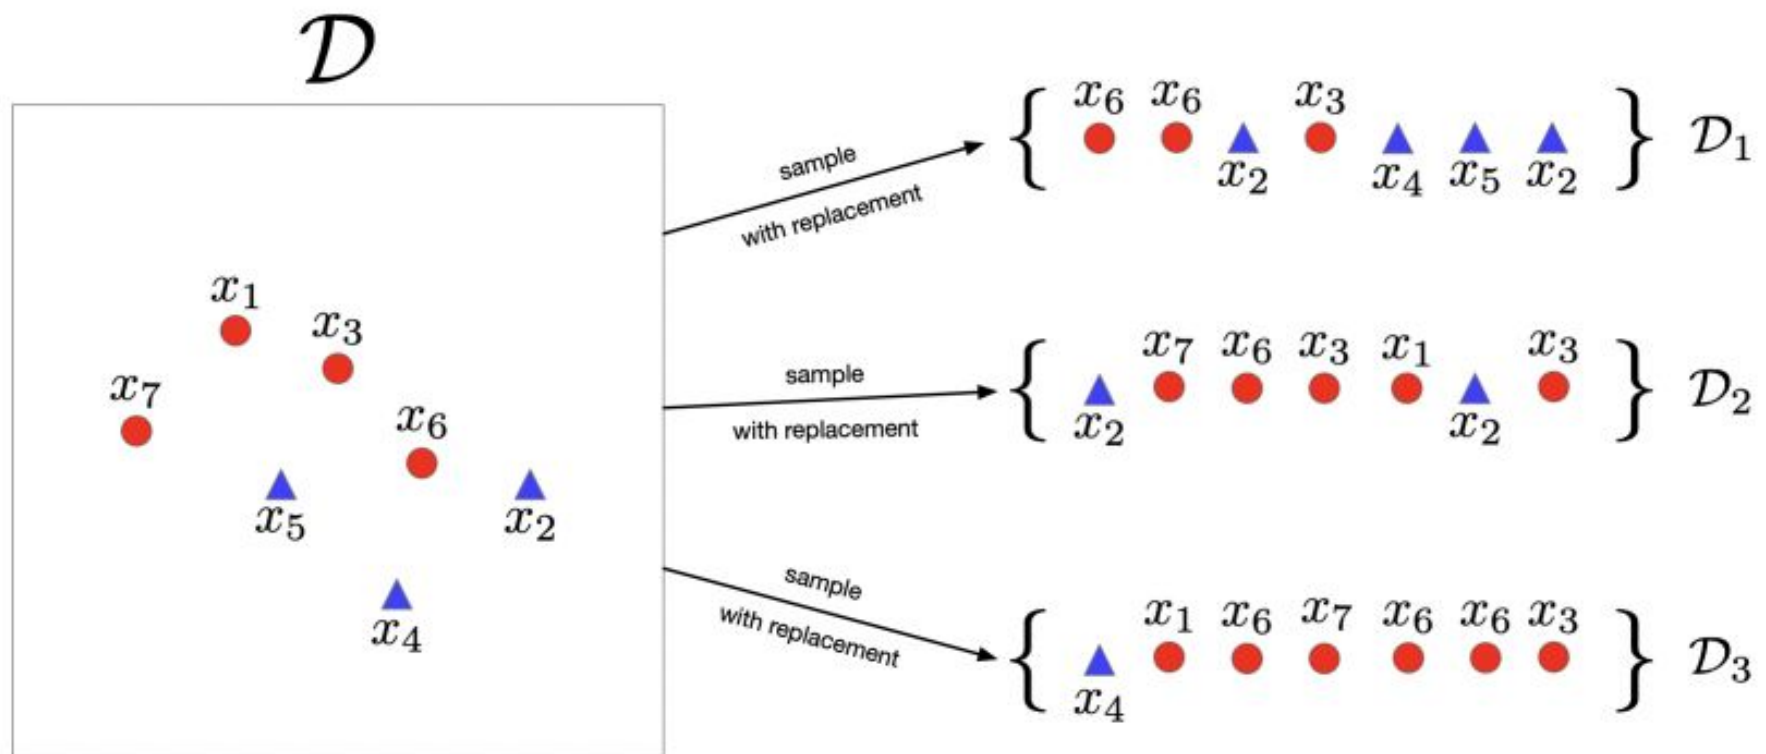 𝒟
x₁
x₃
x₇
x₆
x₅
x₂
x₄
sample
with replacement
{ x₆ x₆ x₂ x₃ x₄ x₅ x₂ } 𝒟₁
sample
with replacement
{ x₂ x₇ x₆ x₃ x₁ x₂ x₃ } 𝒟₂
sample
with replacement
{ x₄ x₁ x₆ x₇ x₆ x₆ x₃ } 𝒟₃